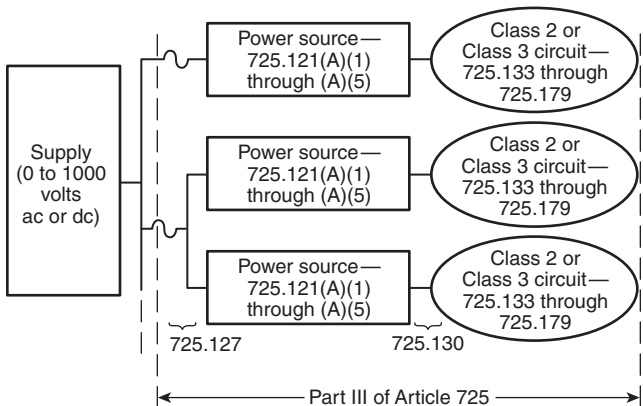 Supply
(0 to 1000
volts
ac or dc)
Power source—
725.121(A)(1)
through (A)(5)
Class 2 or
Class 3 circuit—
725.133 through
725.179
Power source—
725.121(A)(1)
through (A)(5)
Class 2 or
Class 3 circuit—
725.133 through
725.179
Power source—
725.121(A)(1)
through (A)(5)
Class 2 or
Class 3 circuit—
725.133 through
725.179
725.127
725.130
Part III of Article 725